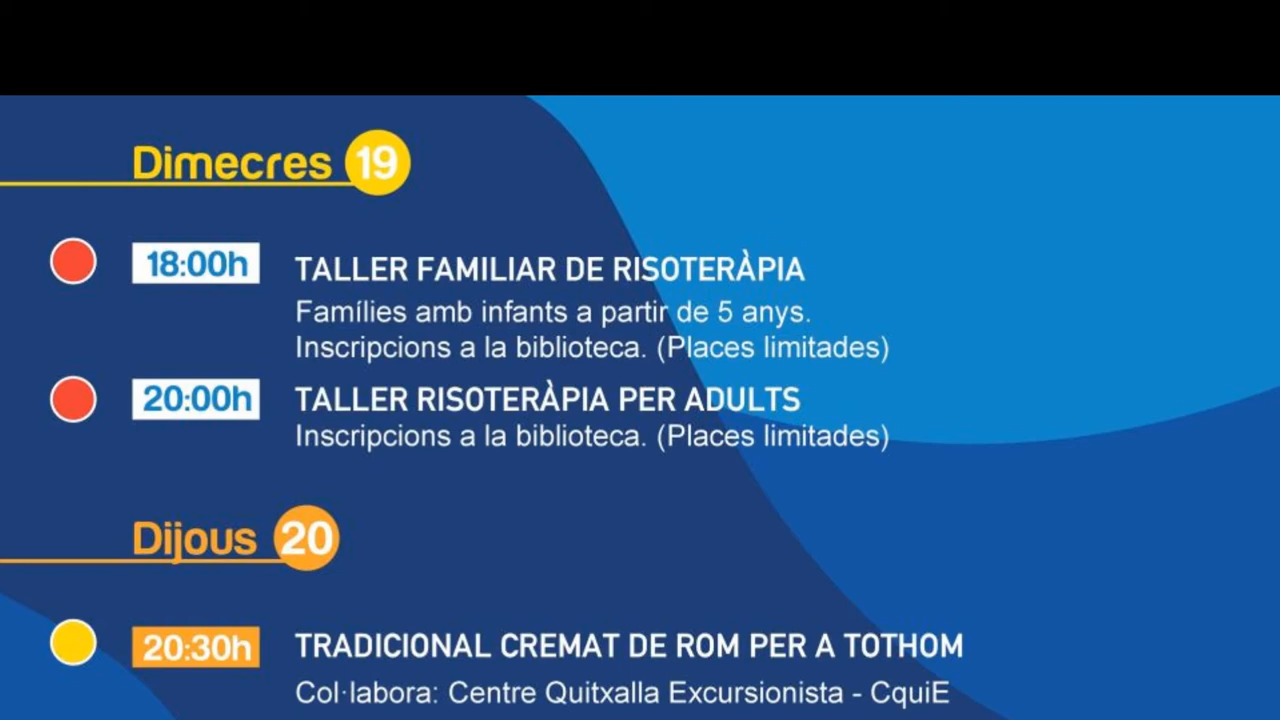 Dimecres 19
18:00h TALLER FAMILIAR DE RISOTERÀPIA
Famílies amb infants a partir de 5 anys.
Inscripcions a la biblioteca. (Places limitades)
20:00h TALLER RISOTERÀPIA PER ADULTS
Inscripcions a la biblioteca. (Places limitades)
Dijous 20
20:30h TRADICIONAL CREMAT DE ROM PER A TOTHOM
Col·labora: Centre Quitxalla Excursionista - CquiE